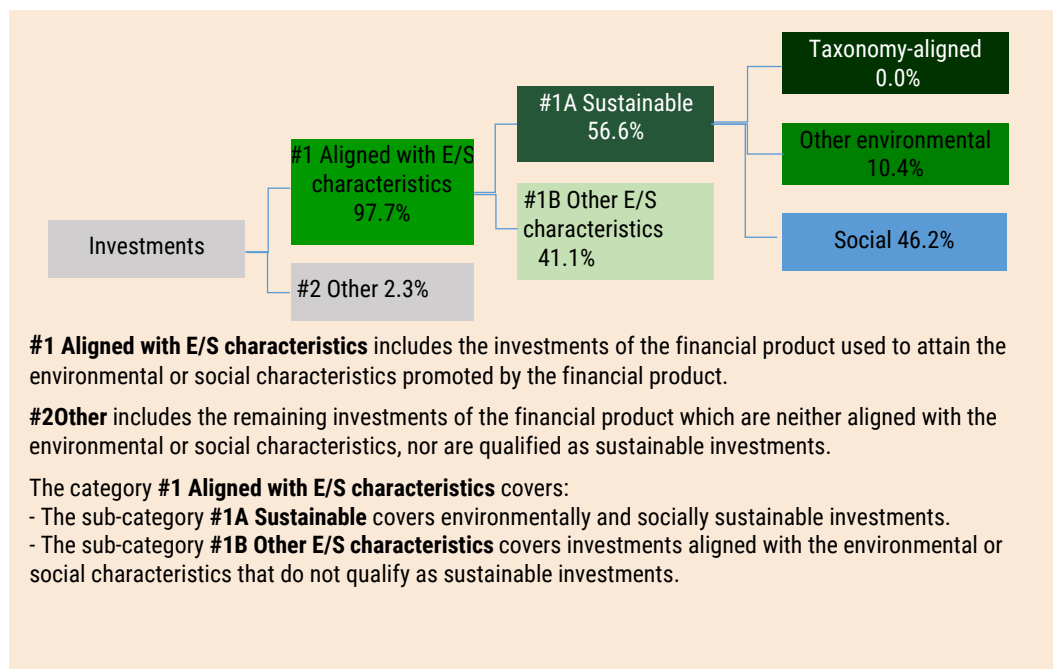 Taxonomy-aligned
0.0%
#1A Sustainable
56.6%
#1 Aligned with E/S
characteristics
97.7%
Other environmental
10.4%
#1B Other E/S
characteristics
41.1%
Investments
Social 46.2%
#2 Other 2.3%
#1 Aligned with E/S characteristics includes the investments of the financial product used to attain the
environmental or social characteristics promoted by the financial product.
#2Other includes the remaining investments of the financial product which are neither aligned with the
environmental or social characteristics, nor are qualified as sustainable investments.
The category #1 Aligned with E/S characteristics covers:
- The sub-category #1A Sustainable covers environmentally and socially sustainable investments.
- The sub-category #1B Other E/S characteristics covers investments aligned with the environmental or
social characteristics that do not qualify as sustainable investments.